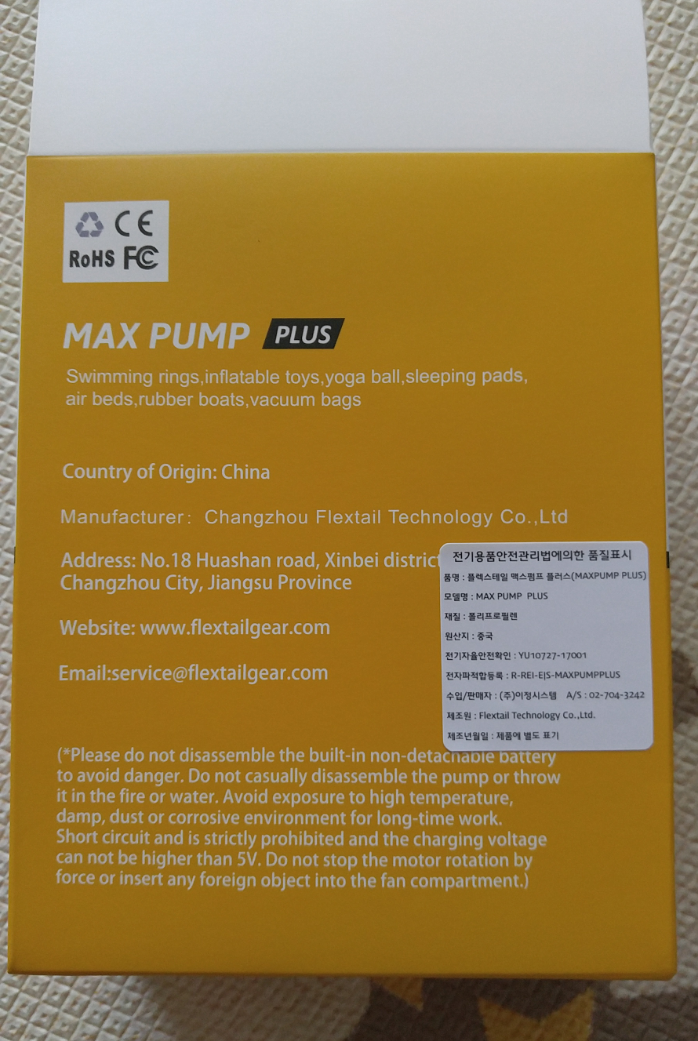 CE
RoHS FC
MAX PUMP PLUS
Swimming rings,inflatable toys,yoga ball,sleeping pads,
air beds,rubber boats,vacuum bags
Country of Origin: China
Manufacturer: Changzhou Flextail Technology Co.,Ltd
Address: No.18 Huashan road, Xinbei district
Changzhou City, Jiangsu Province
Website: www.flextailgear.com
Email:service@flextailgear.com
전기용품안전관리법에의한 품질표시
품명 : 플렉스테일 맥스펌프 플러스(MAXPUMP PLUS)
모델명 : MAX PUMP PLUS
재질 : 폴리프로필렌
원산지 : 중국
전기자율안전확인 : YU10727-17001
전자파적합등록 : R-REI-EJS-MAXPUMPPLUS
수입/판매자 : (주)이정시스템 A/S : 02-704-3242
제조원 : Flextail Technology Co.,Ltd.
제조년월일 : 제품에 별도 표기
(*Please do not disassemble the built-in non-detachable battery
to avoid danger. Do not casually disassemble the pump or throw
it in the fire or water. Avoid exposure to high temperature,
damp, dust or corrosive environment for long-time work.
Short circuit and is strictly prohibited and the charging voltage
can not be higher than 5V. Do not stop the motor rotation by
force or insert any foreign object into the fan compartment.)